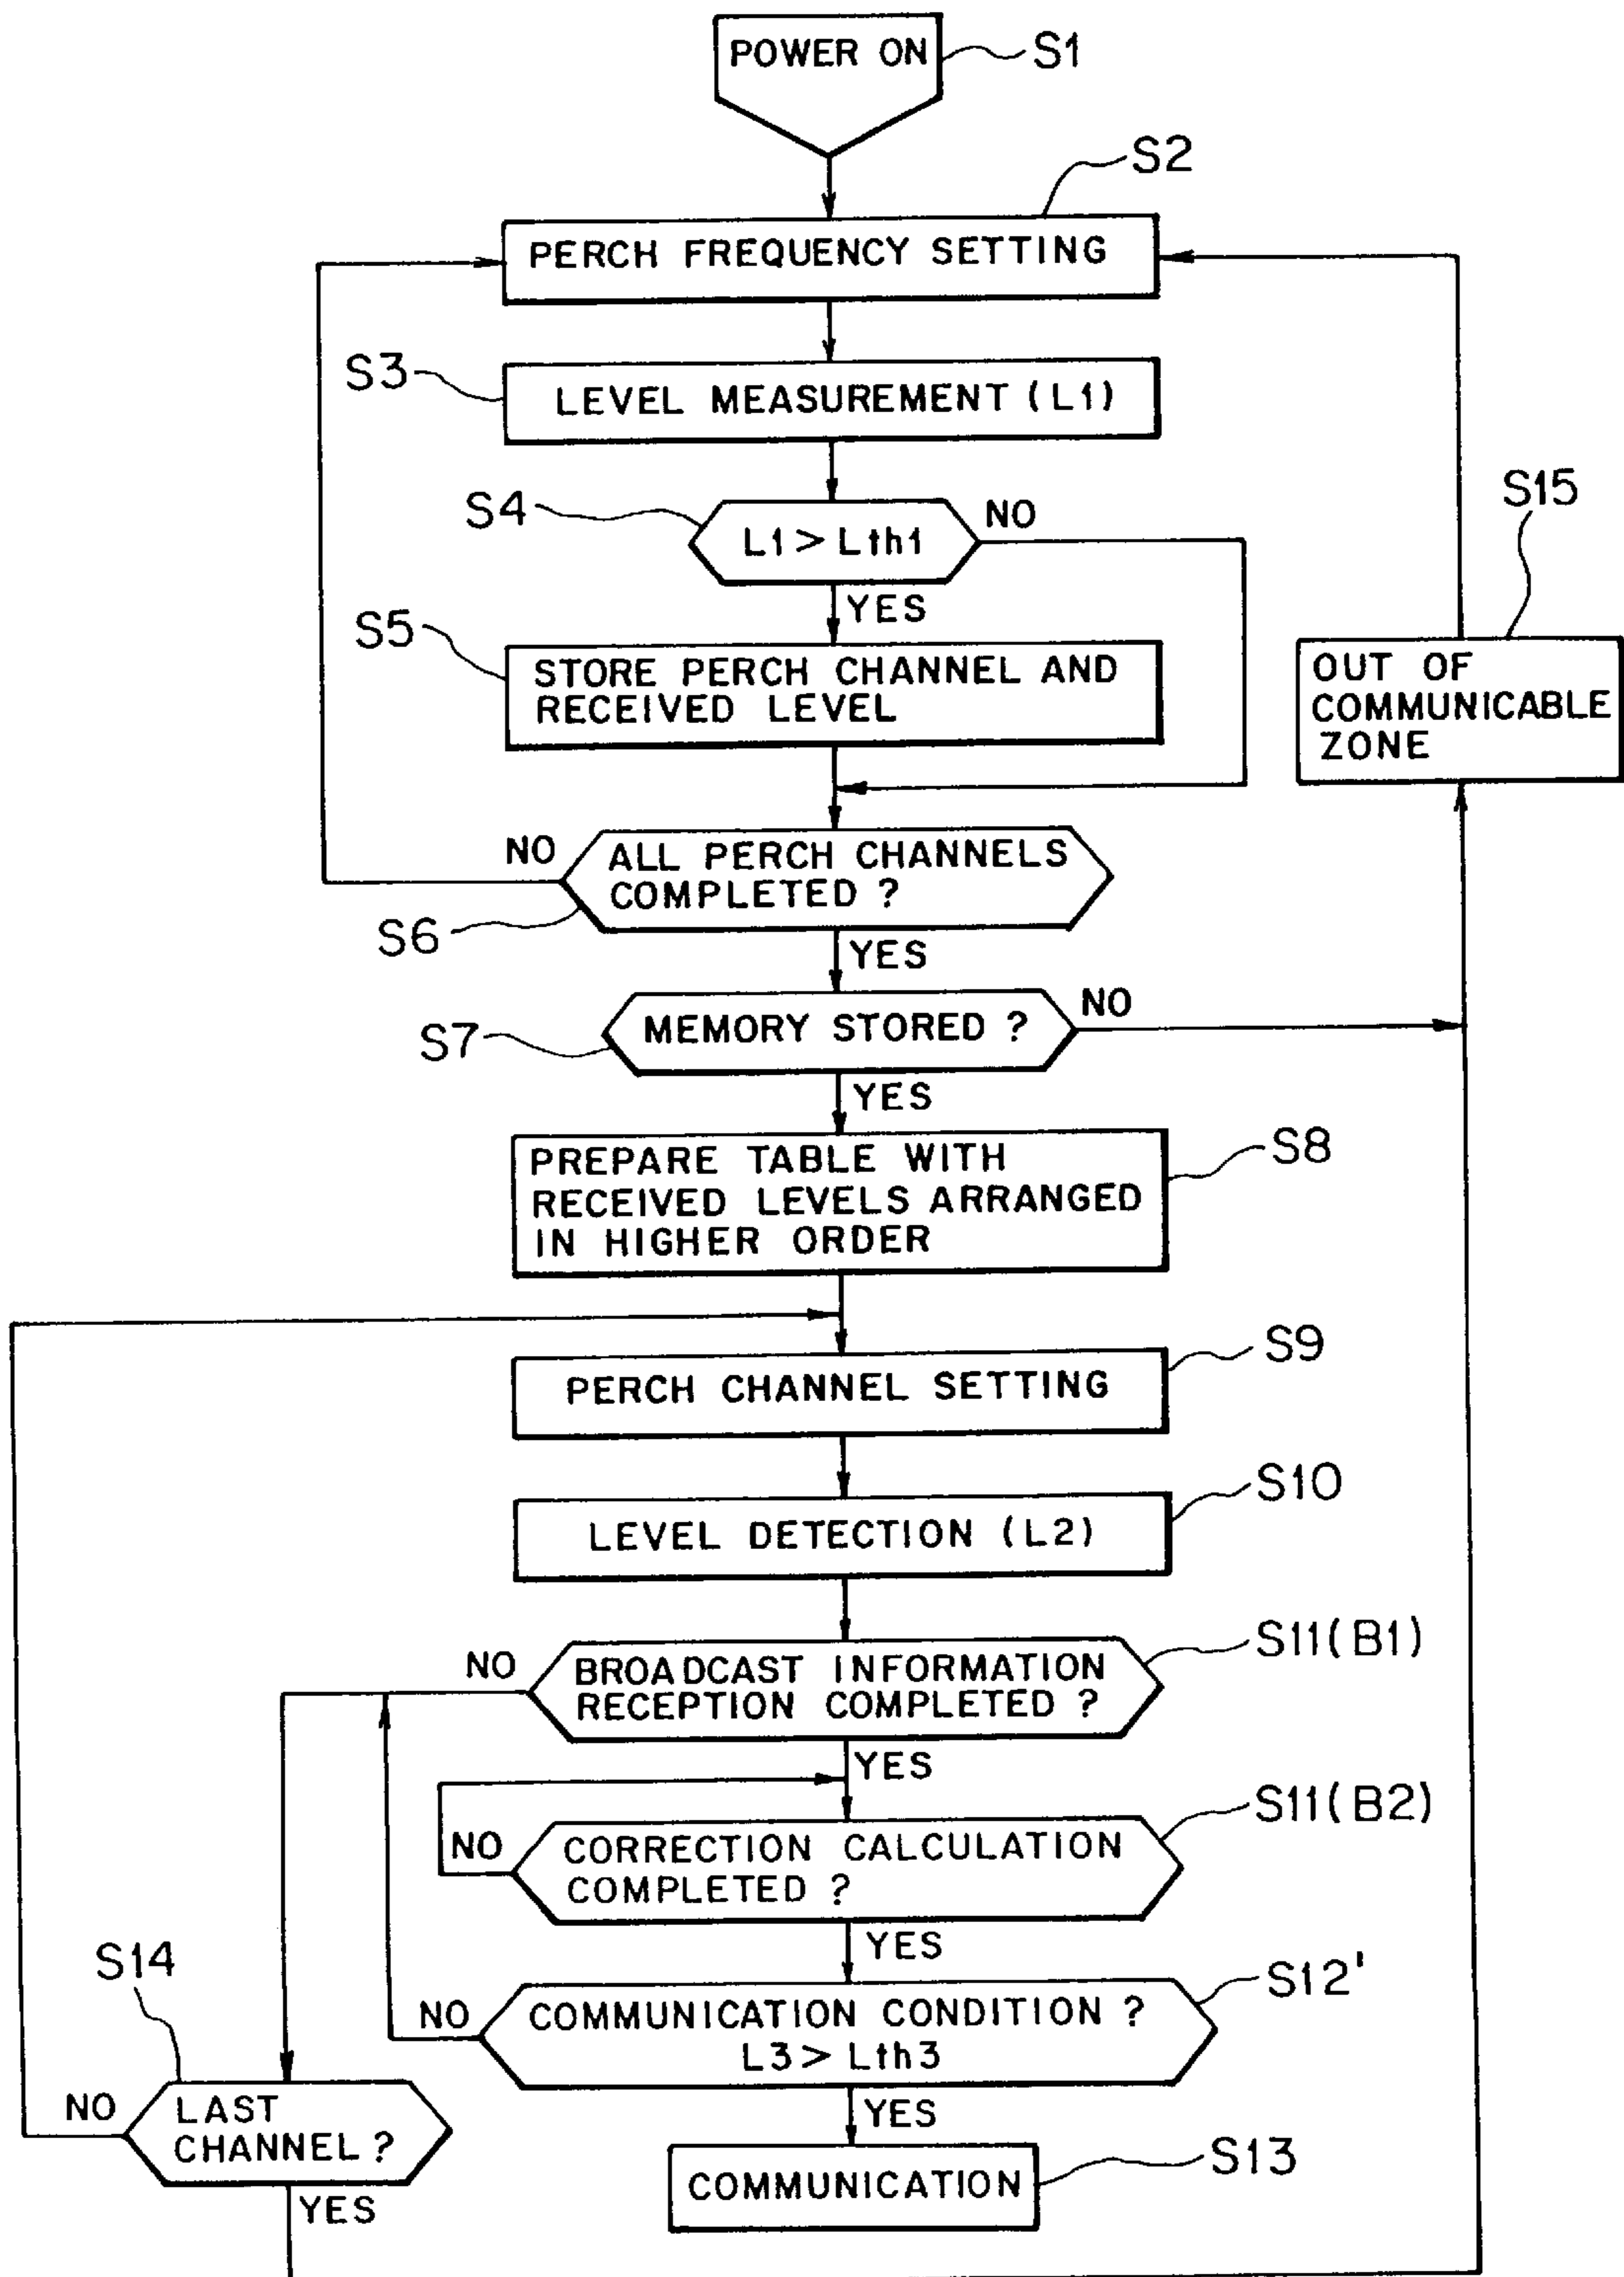 POWER ON
S1
S2
PERCH FREQUENCY SETTING
S3
LEVEL MEASUREMENT (L1)
S4
L1 > Lth1
NO
YES
S5
STORE PERCH CHANNEL AND
RECEIVED LEVEL
S15
OUT OF
COMMUNICABLE
ZONE
NO
ALL PERCH CHANNELS
COMPLETED ?
S6
YES
S7
MEMORY STORED ?
NO
YES
S8
PREPARE TABLE WITH
RECEIVED LEVELS ARRANGED
IN HIGHER ORDER
S9
PERCH CHANNEL SETTING
S10
LEVEL DETECTION (L2)
S11(B1)
NO
BROADCAST INFORMATION
RECEPTION COMPLETED ?
YES
S11(B2)
NO
CORRECTION CALCULATION
COMPLETED ?
YES
S12'
NO
COMMUNICATION CONDITION ?
L3 > Lth3
YES
S14
NO
LAST
CHANNEL ?
YES
S13
COMMUNICATION